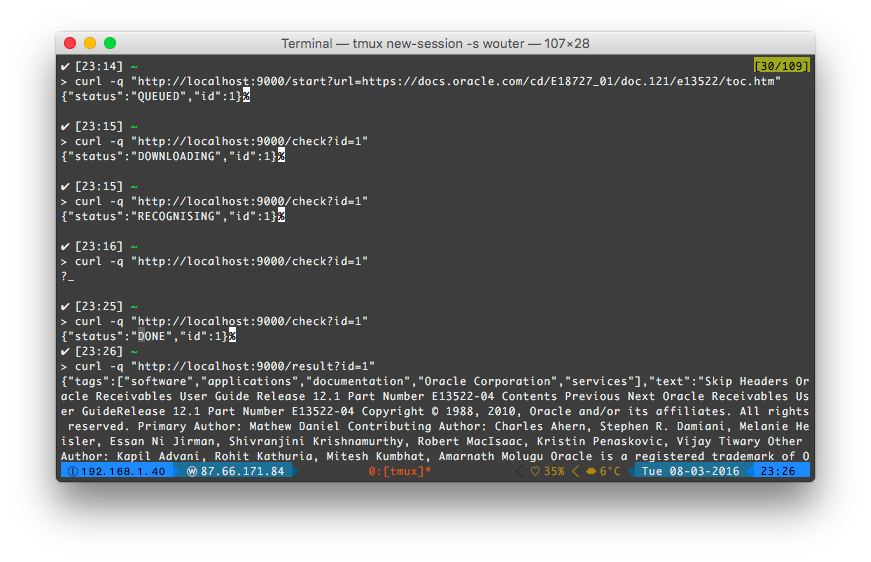 Terminal — tmux new-session -s wouter — 107×28
✔ [23:14] ~ [30/109]
> curl -q "http://localhost:9000/start?url=https://docs.oracle.com/cd/E18727_01/doc.121/e13522/toc.htm"
{"status":"QUEUED","id":1}%
✔ [23:15] ~
> curl -q "http://localhost:9000/check?id=1"
{"status":"DOWNLOADING","id":1}%
✔ [23:15] ~
> curl -q "http://localhost:9000/check?id=1"
{"status":"RECOGNISING","id":1}%
✔ [23:16] ~
> curl -q "http://localhost:9000/check?id=1"
?_
✔ [23:25] ~
> curl -q "http://localhost:9000/check?id=1"
{"status":"DONE","id":1}%
✔ [23:26] ~
> curl -q "http://localhost:9000/result?id=1"
{"tags":["software","applications","documentation","Oracle Corporation","services"],"text":"Skip Headers Or
acle Receivables User Guide Release 12.1 Part Number E13522-04 Contents Previous Next Oracle Receivables Us
er GuideRelease 12.1 Part Number E13522-04 Copyright © 1988, 2010, Oracle and/or its affiliates. All rights
 reserved. Primary Author: Mathew Daniel Contributing Author: Charles Ahern, Stephen R. Damiani, Melanie He
isler, Essan Ni Jirman, Shivranjini Krishnamurthy, Robert MacIsaac, Kristin Penaskovic, Vijay Tiwary Other
Author: Kapil Advani, Rohit Kathuria, Mitesh Kumbhat, Amarnath Molugu Oracle is a registered trademark of O
Ⓘ 192.168.1.40 ⓦ 87.66.171.84 0:[tmux]* ♡ 35% 6°C Tue 08-03-2016 23:26